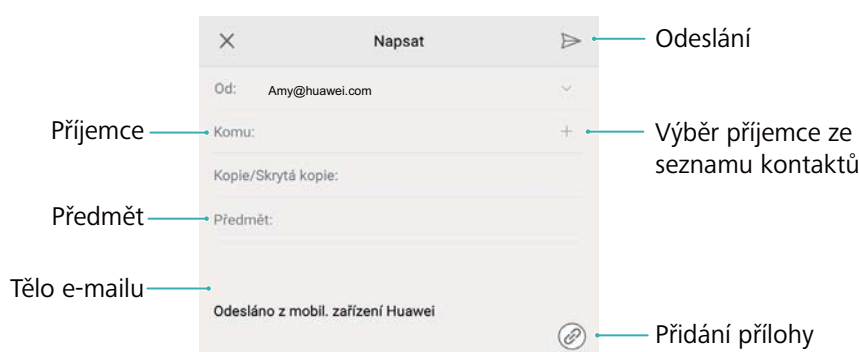 Napsat
Odeslání
Od: Amy@huawei.com
Příjemce
Komu:
Výběr příjemce ze
seznamu kontaktů
Kopie/Skrytá kopie:
Předmět
Předmět:
Tělo e-mailu
Odesláno z mobil. zařízení Huawei
Přidání přílohy